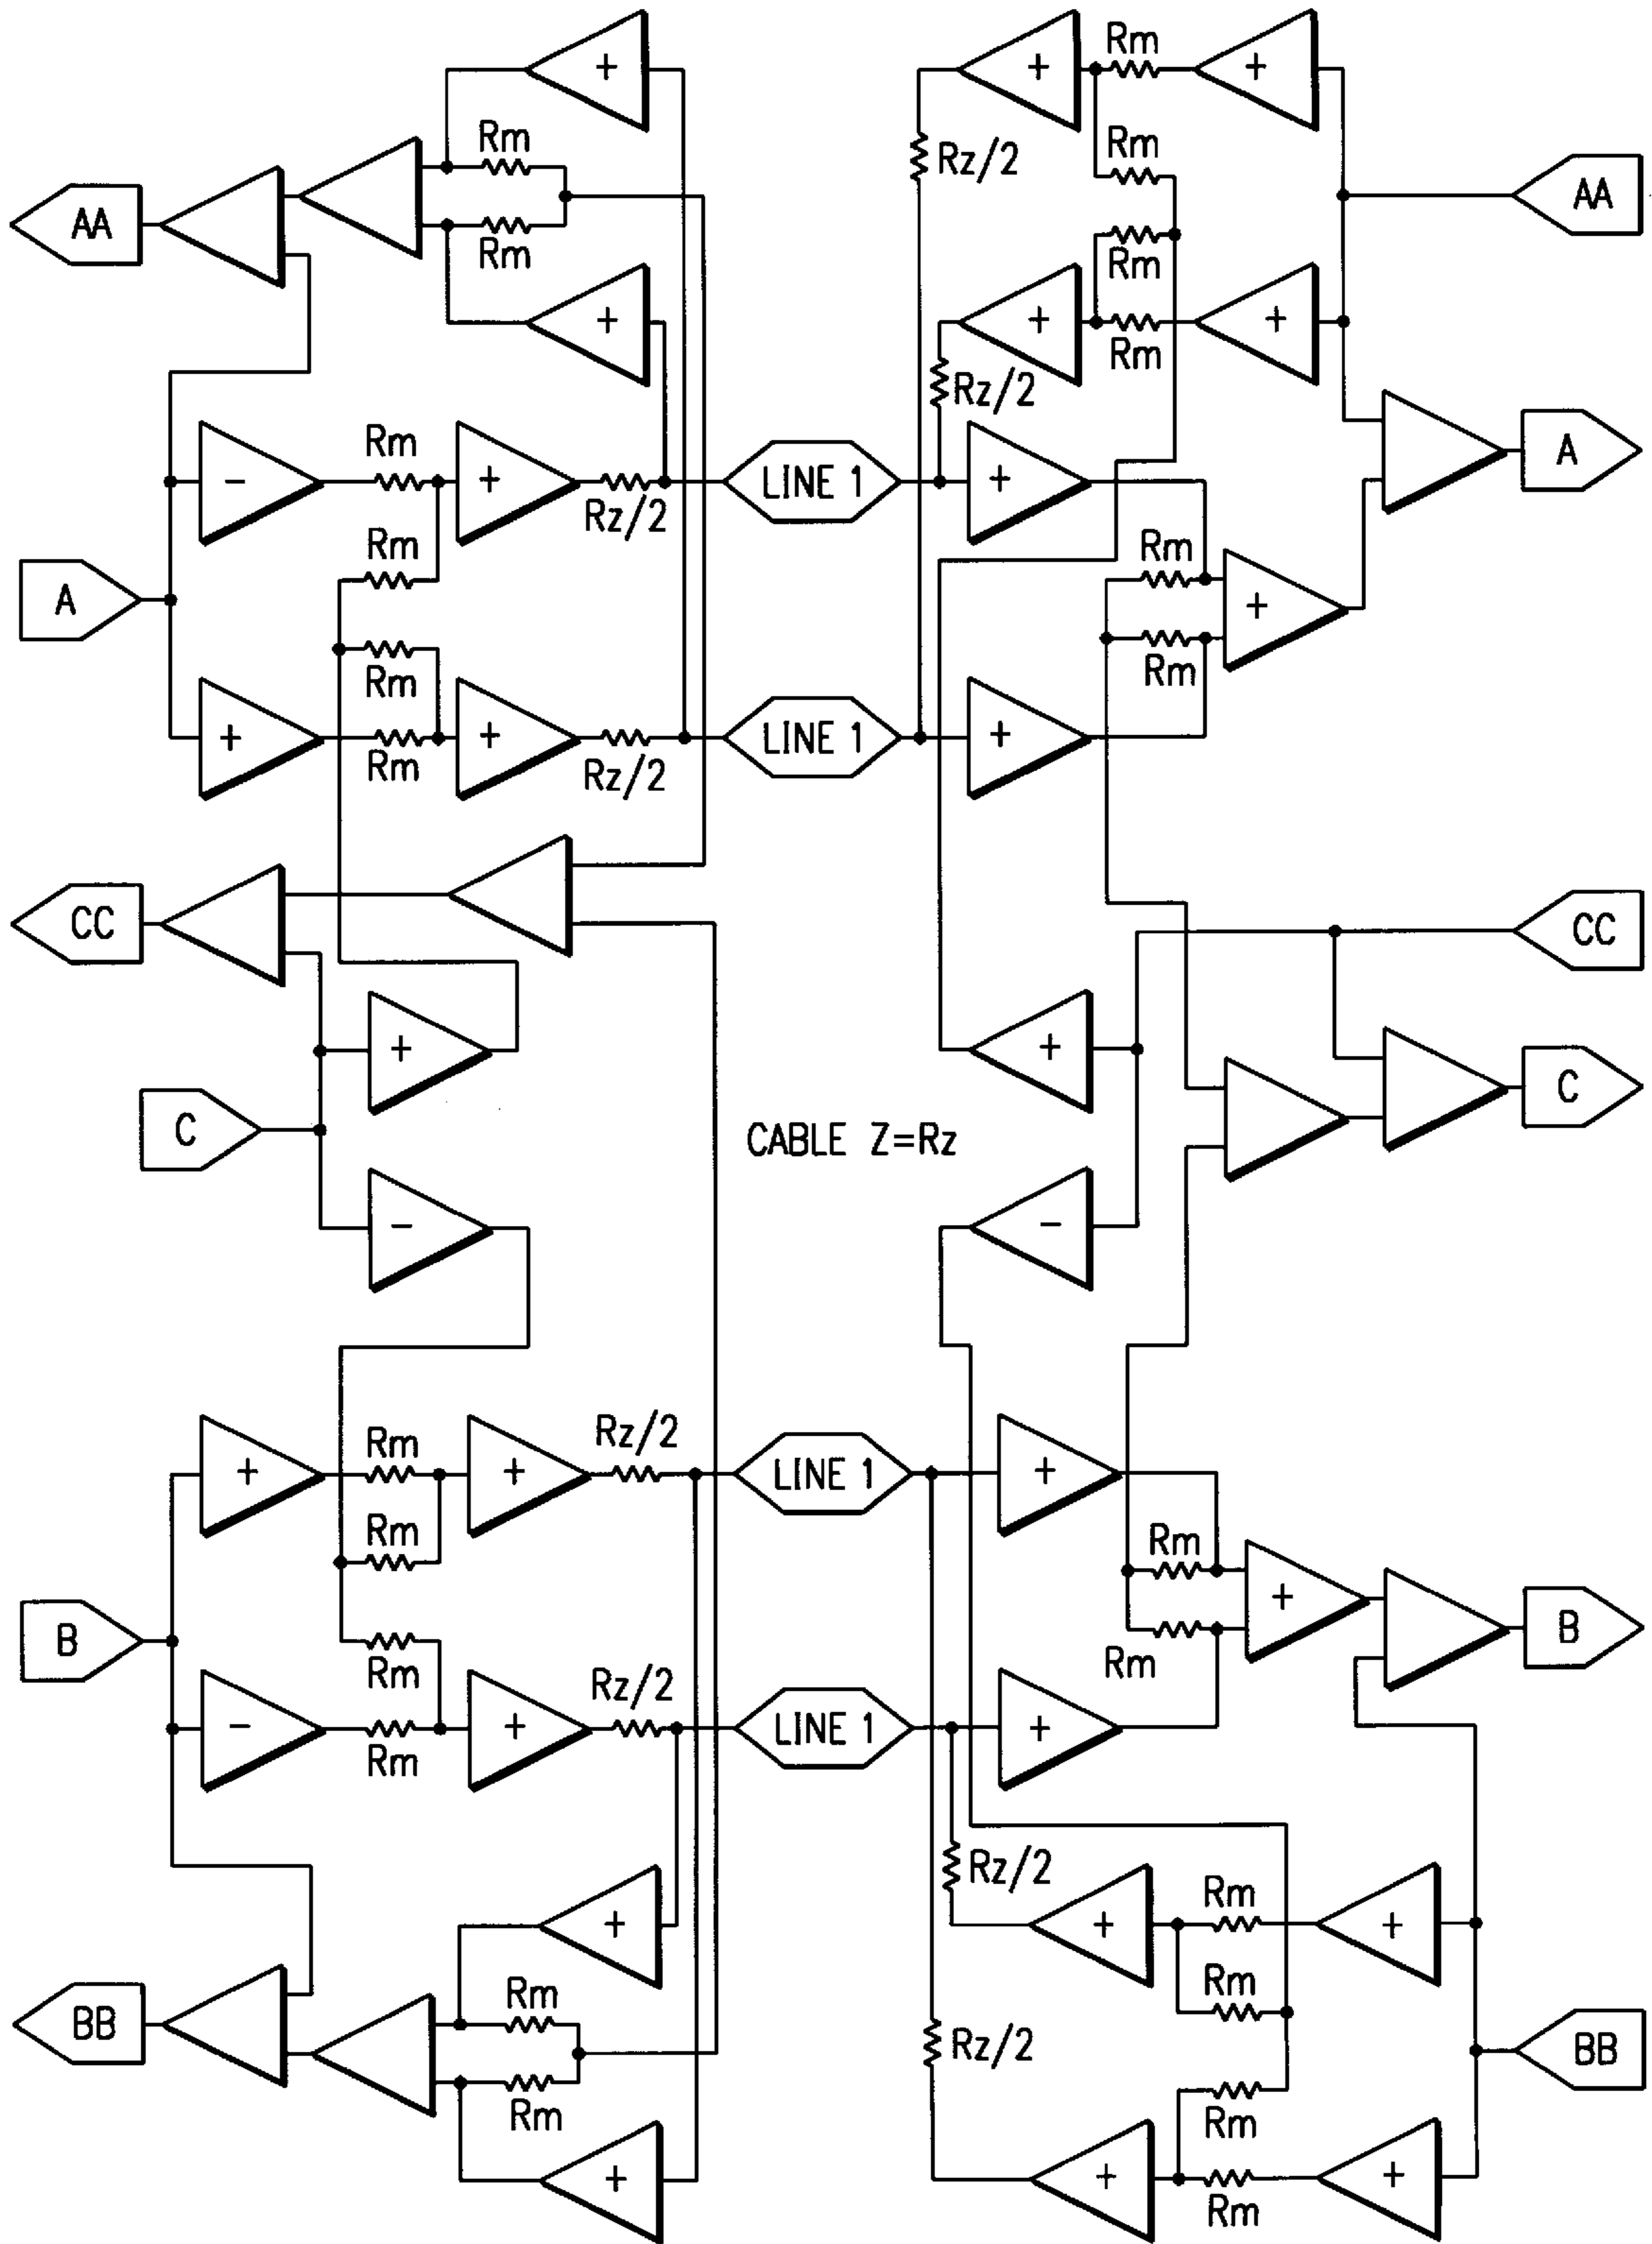 + + Rm +
Rm Rm
Rz/2
AA AA
Rm Rm
+ + +
Rm
Rz/2
Rm A
- + LINE 1 +
Rz/2
Rm Rm
A +
Rm Rm
+ + LINE 1 +
Rm Rz/2
CC CC
+ +
C C
CABLE Z=Rz
- -
Rz/2
Rm
+ + LINE 1 +
Rm Rm
+
B B
Rm Rm
Rz/2
- + LINE 1 +
Rm
Rz/2 Rm
+ + +
Rm Rm
BB Rz/2 BB
Rm Rm
+ + +
Rm